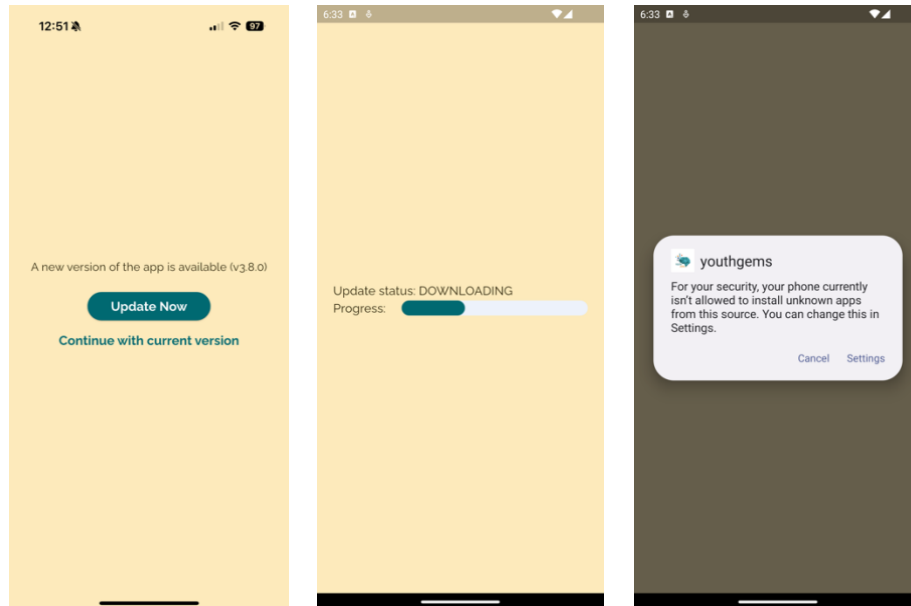 12:51
97
A new version of the app is available (v3.8.0)
Update Now
Continue with current version
6:33
Update status: DOWNLOADING
Progress:
6:33
youthgems
For your security, your phone currently
isn't allowed to install unknown apps
from this source. You can change this in
Settings.
Cancel Settings